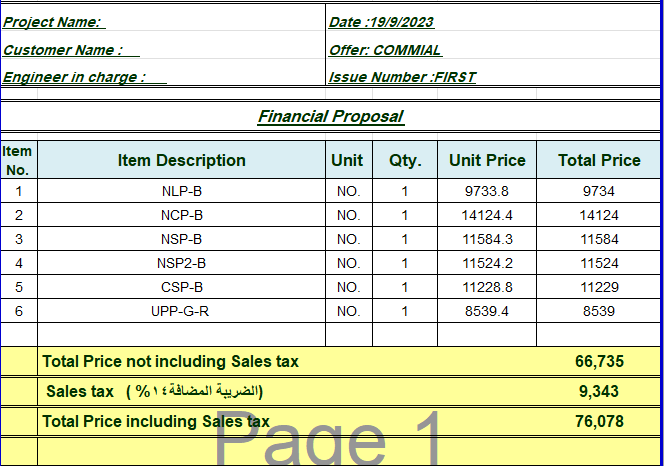 Project Name: Date :19/9/2023
Customer Name : Offer: COMMIAL
Engineer in charge : Issue Number :FIRST
Financial Proposal
Item No. Item Description Unit Qty. Unit Price Total Price
1 NLP-B NO. 1 9733.8 9734
2 NCP-B NO. 1 14124.4 14124
3 NSP-B NO. 1 11584.3 11584
4 NSP2-B NO. 1 11524.2 11524
5 CSP-B NO. 1 11228.8 11229
6 UPP-G-R NO. 1 8539.4 8539
Total Price not including Sales tax 66,735
Sales tax ( % الضريبة المضافة١٤) 9,343
Total Price including Sales tax 76,078
Page 1